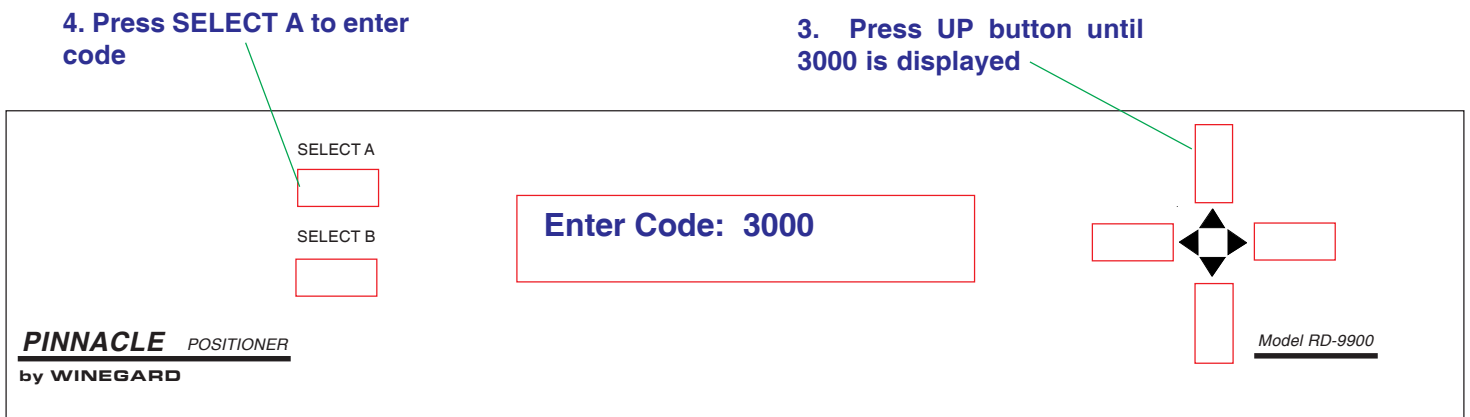 4. Press SELECT A to enter
code
3. Press UP button until
3000 is displayed
SELECT A
Enter Code: 3000
SELECT B
PINNACLE POSITIONER
by WINEGARD
Model RD-9900